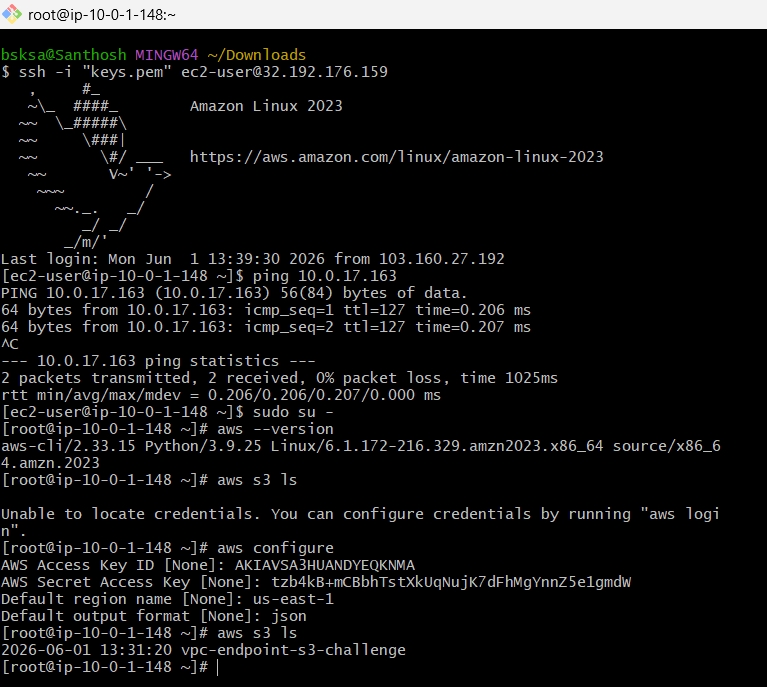 root@ip-10-0-1-148:~
bsksa@Santhosh MINGW64 ~/Downloads
$ ssh -i "keys.pem" ec2-user@32.192.176.159
   ,     #_
   ~\_  ####_        Amazon Linux 2023
  ~~  \_#####\
  ~~     \###|
  ~~       \#/ ___   https://aws.amazon.com/linux/amazon-linux-2023
   ~~       V~' '->
    ~~~         /
      ~~._.   _/
         _/ _/
       _/m/'
Last login: Mon Jun  1 13:39:30 2026 from 103.160.27.192
[ec2-user@ip-10-0-1-148 ~]$ ping 10.0.17.163
PING 10.0.17.163 (10.0.17.163) 56(84) bytes of data.
64 bytes from 10.0.17.163: icmp_seq=1 ttl=127 time=0.206 ms
64 bytes from 10.0.17.163: icmp_seq=2 ttl=127 time=0.207 ms
^C
--- 10.0.17.163 ping statistics ---
2 packets transmitted, 2 received, 0% packet loss, time 1025ms
rtt min/avg/max/mdev = 0.206/0.206/0.207/0.000 ms
[ec2-user@ip-10-0-1-148 ~]$ sudo su -
[root@ip-10-0-1-148 ~]# aws --version
aws-cli/2.33.15 Python/3.9.25 Linux/6.1.172-216.329.amzn2023.x86_64 source/x86_6
4.amzn.2023
[root@ip-10-0-1-148 ~]# aws s3 ls
Unable to locate credentials. You can configure credentials by running "aws logi
n".
[root@ip-10-0-1-148 ~]# aws configure
AWS Access Key ID [None]: AKIAVSA3HUANDYEQKNMA
AWS Secret Access Key [None]: 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
Default region name [None]: us-east-1
Default output format [None]: json
[root@ip-10-0-1-148 ~]# aws s3 ls
2026-06-01 13:31:20 vpc-endpoint-s3-challenge
[root@ip-10-0-1-148 ~]#